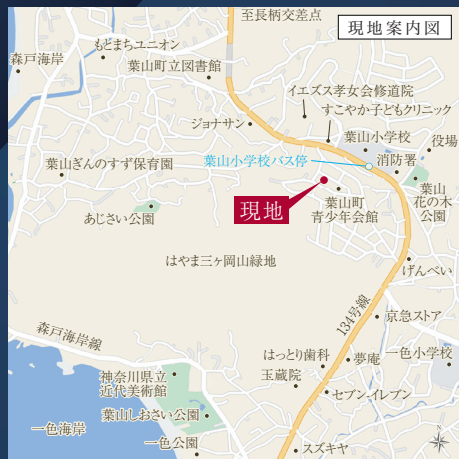 至長柄交差点
現地案内図
もとまちユニオン
森戸海岸
葉山町立図書館
イエズス孝女会修道院
すこやか子どもクリニック
ジョナサン
葉山小学校
役場
葉山小学校バス停
消防署
葉山ぎんのすず保育園
葉山
花の木
公園
葉山町
青少年会館
あじさい公園
現地
はやま三ヶ岡山緑地
げんべい
134号線
京急ストア
森戸海岸線
はっとり歯科
夢庵
一色小学校
神奈川県立
近代美術館
玉蔵院
セブン-イレブン
葉山しおさい公園
一色海岸
一色公園
スズキヤ